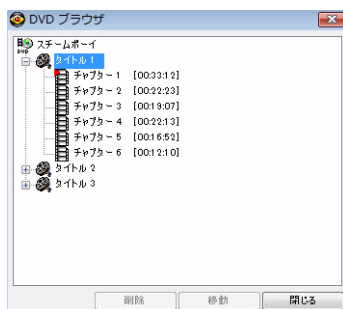 DVD ブラウザ
スチームボーイ
DVD
タイトル 1
チャプター 1 [00:33:12]
チャプター 2 [00:22:23]
チャプター 3 [00:19:07]
チャプター 4 [00:22:13]
チャプター 5 [00:16:52]
チャプター 6 [00:12:10]
タイトル 2
タイトル 3
削除 移動 閉じる